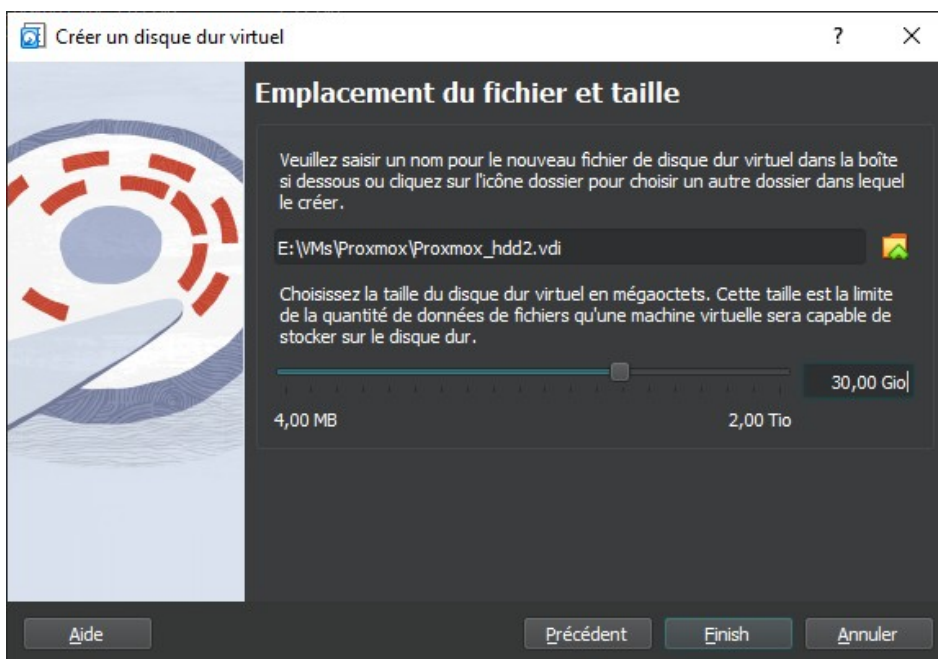 Créer un disque dur virtuel
?
Emplacement du fichier et taille
Veuillez saisir un nom pour le nouveau fichier de disque dur virtuel dans la boîte
si dessous ou cliquez sur l'icône dossier pour choisir un autre dossier dans lequel
le créer.
E:\VMs\Proxmox\Proxmox_hdd2.vdi
Choisissez la taille du disque dur virtuel en mégaoctets. Cette taille est la limite
de la quantité de données de fichiers qu'une machine virtuelle sera capable de
stocker sur le disque dur.
30,00 Gio
4,00 MB 2,00 Tio
Aide Précédent Finish Annuler